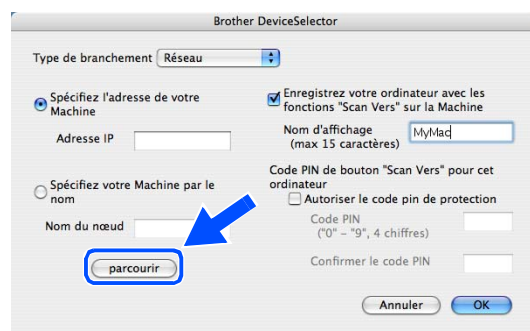 Brother DeviceSelector
Type de branchement
Réseau
Spécifiez l'adresse de votre
Machine
Adresse IP
Spécifiez votre Machine par le
nom
Nom du nœud
parcourir
Enregistrez votre ordinateur avec les
fonctions "Scan Vers" sur la Machine
Nom d'affichage
(max 15 caractères)
MyMac
Code PIN de bouton "Scan Vers" pour cet
ordinateur
Autoriser le code pin de protection
Code PIN
("0" – "9", 4 chiffres)
Confirmer le code PIN
Annuler
OK